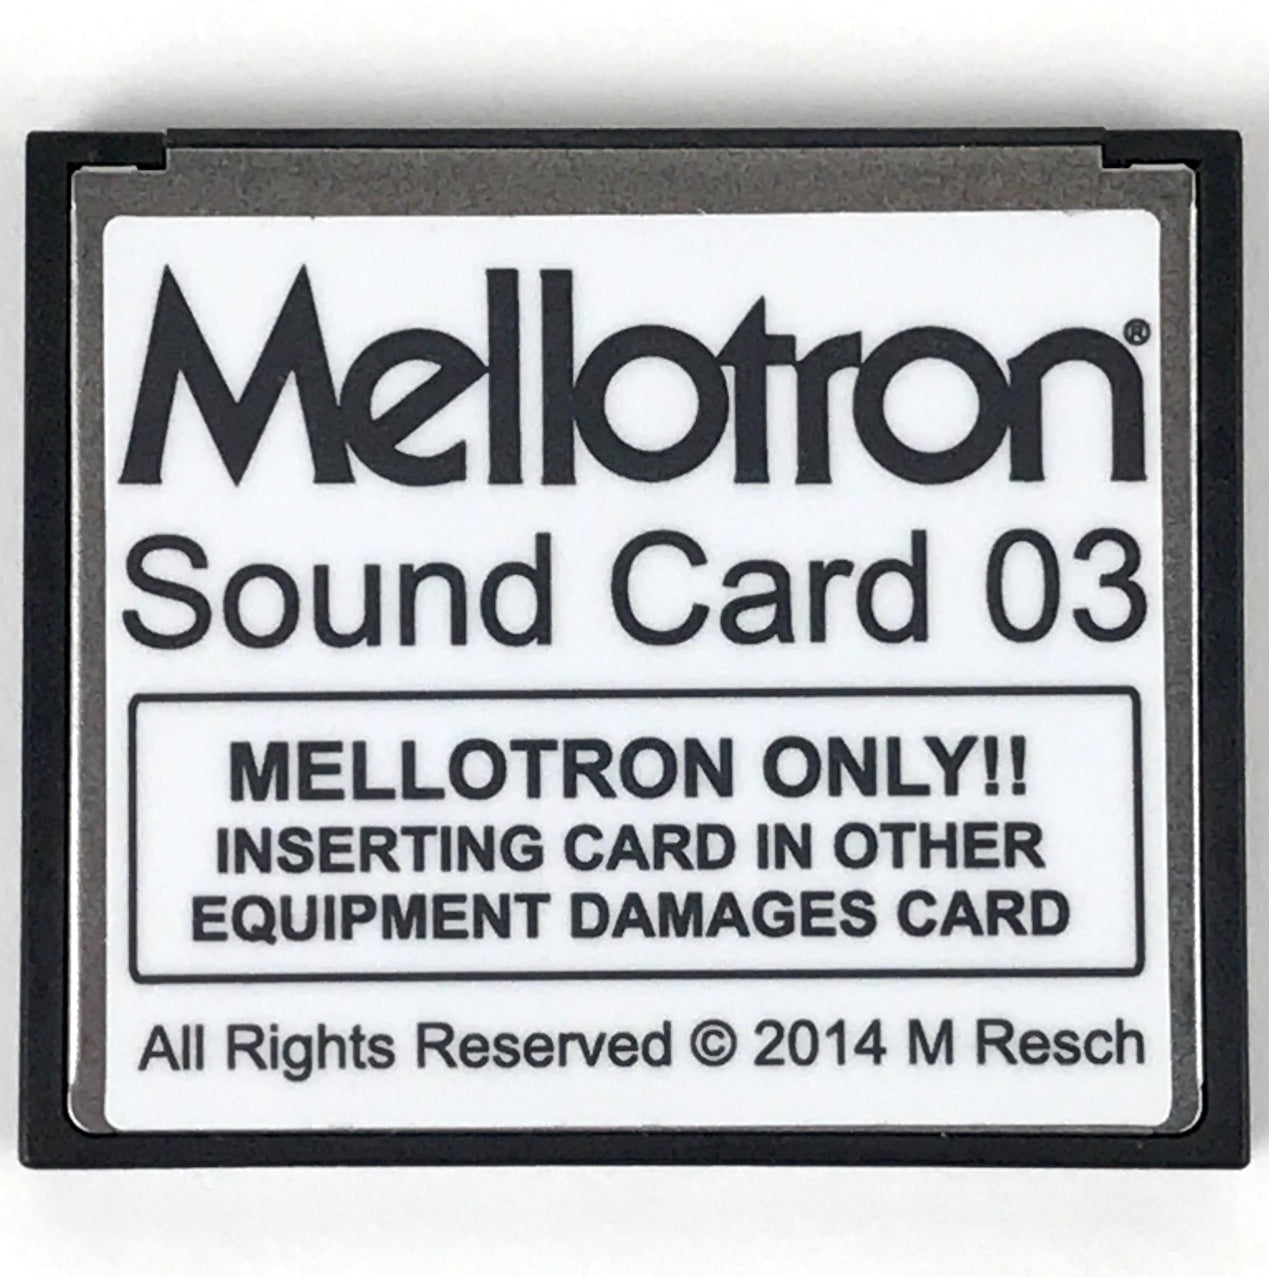 Mellotron®
Sound Card 03
MELLOTRON ONLY!!
INSERTING CARD IN OTHER
EQUIPMENT DAMAGES CARD
All Rights Reserved © 2014 M Resch